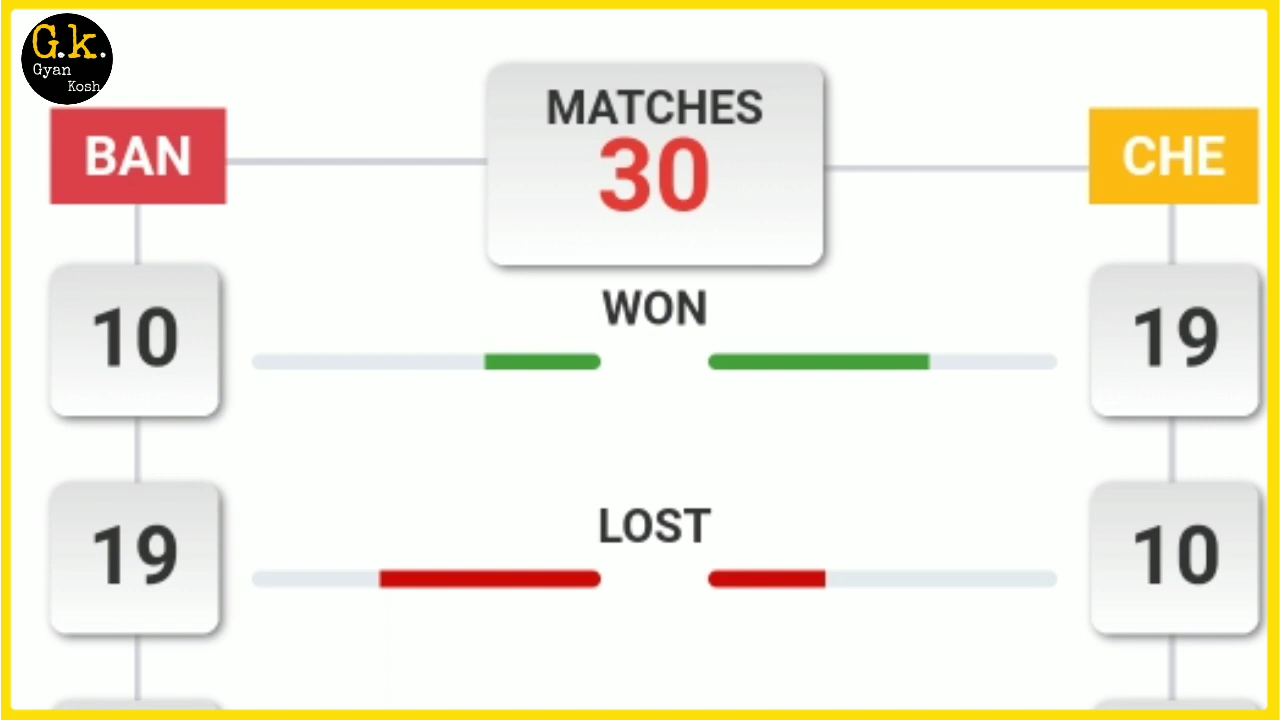 G.k.
Gyan
Kosh
MATCHES
30
BAN
CHE
WON
10
19
LOST
19
10